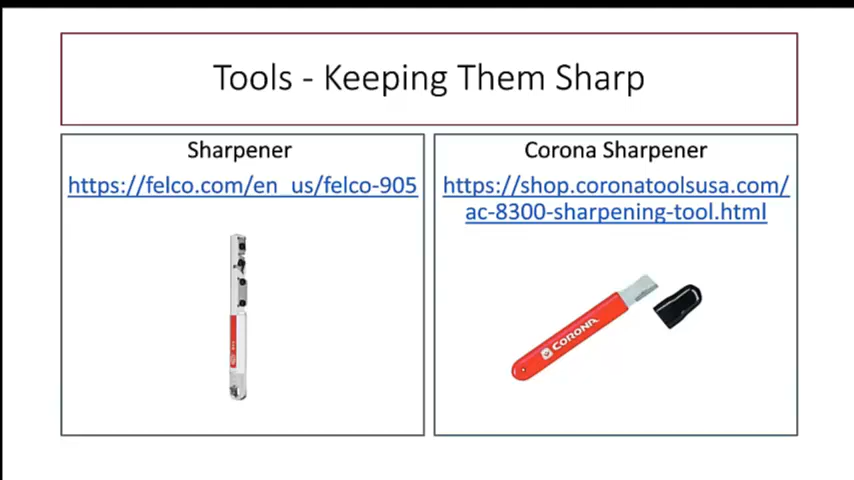 Tools - Keeping Them Sharp
Sharpener
https://felco.com/en_us/felco-905
Corona Sharpener
https://shop.coronatoolsusa.com/
ac-8300-sharpening-tool.html
CORONA